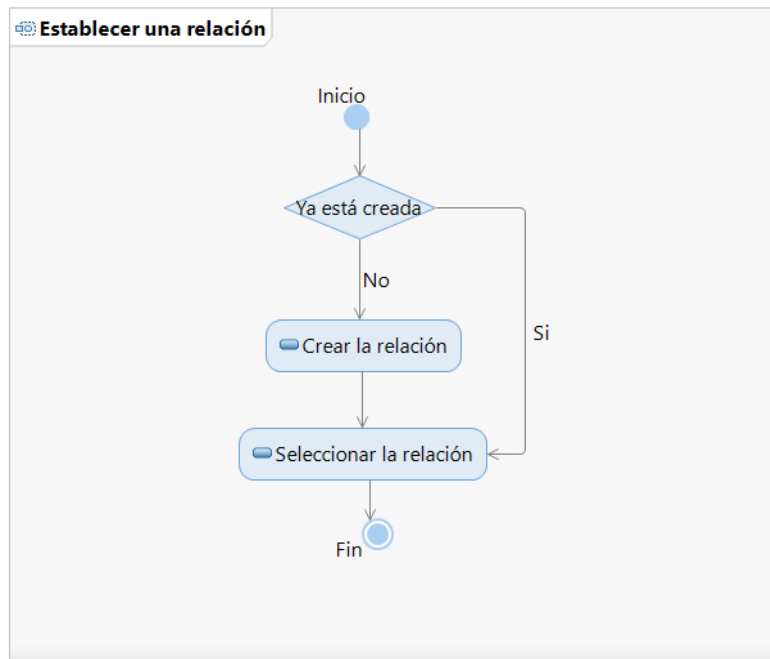 Establecer una relación
Inicio
Ya está creada
No
Si
Crear la relación
Seleccionar la relación
Fin